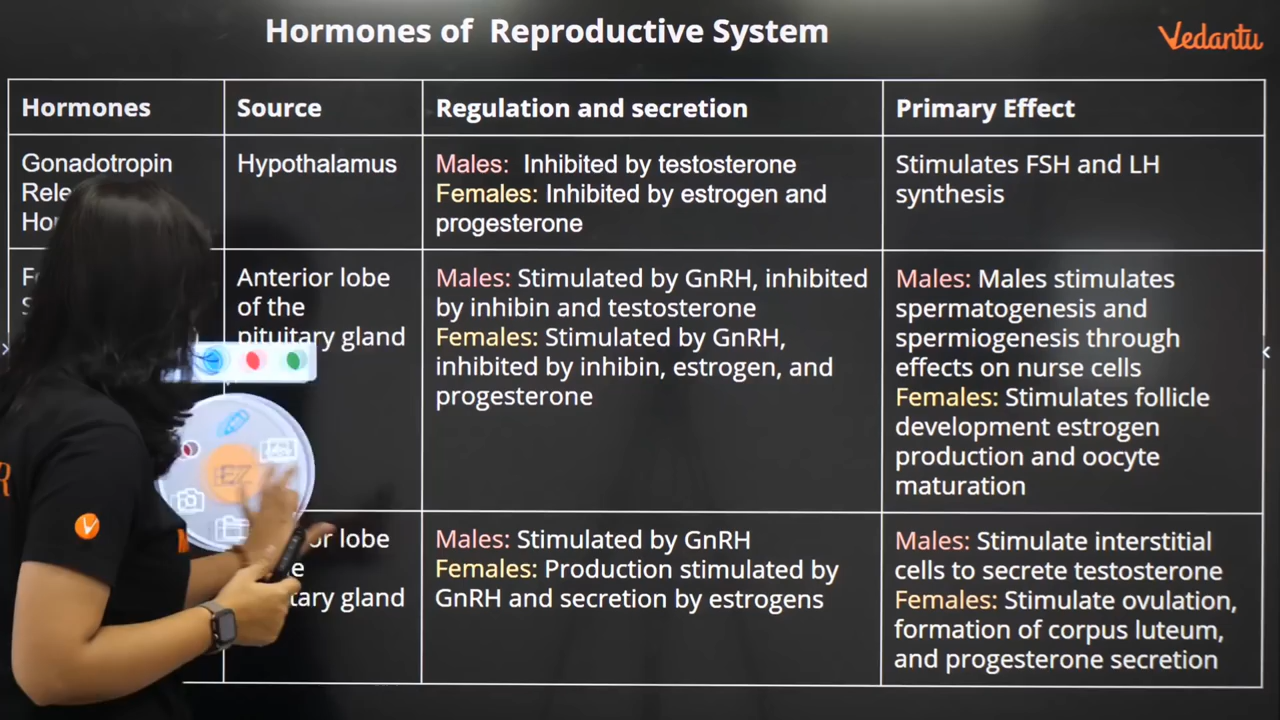 Hormones of Reproductive System
Vedantu
Hormones
Source
Regulation and secretion
Primary Effect
Gonadotropin
Hypothalamus
Males: Inhibited by testosterone
Females: Inhibited by estrogen and
progesterone
Stimulates FSH and LH
synthesis
Anterior lobe
of the
pituitary gland
Males: Stimulated by GnRH, inhibited
by inhibin and testosterone
Females: Stimulated by GnRH,
inhibited by inhibin, estrogen, and
progesterone
Males: Males stimulates
spermatogenesis and
spermiogenesis through
effects on nurse cells
Females: Stimulates follicle
development estrogen
production and oocyte
maturation
EZ
lobe
gland
Males: Stimulated by GnRH
Females: Production stimulated by
GnRH and secretion by estrogens
Males: Stimulate interstitial
cells to secrete testosterone
Females: Stimulate ovulation,
formation of corpus luteum,
and progesterone secretion